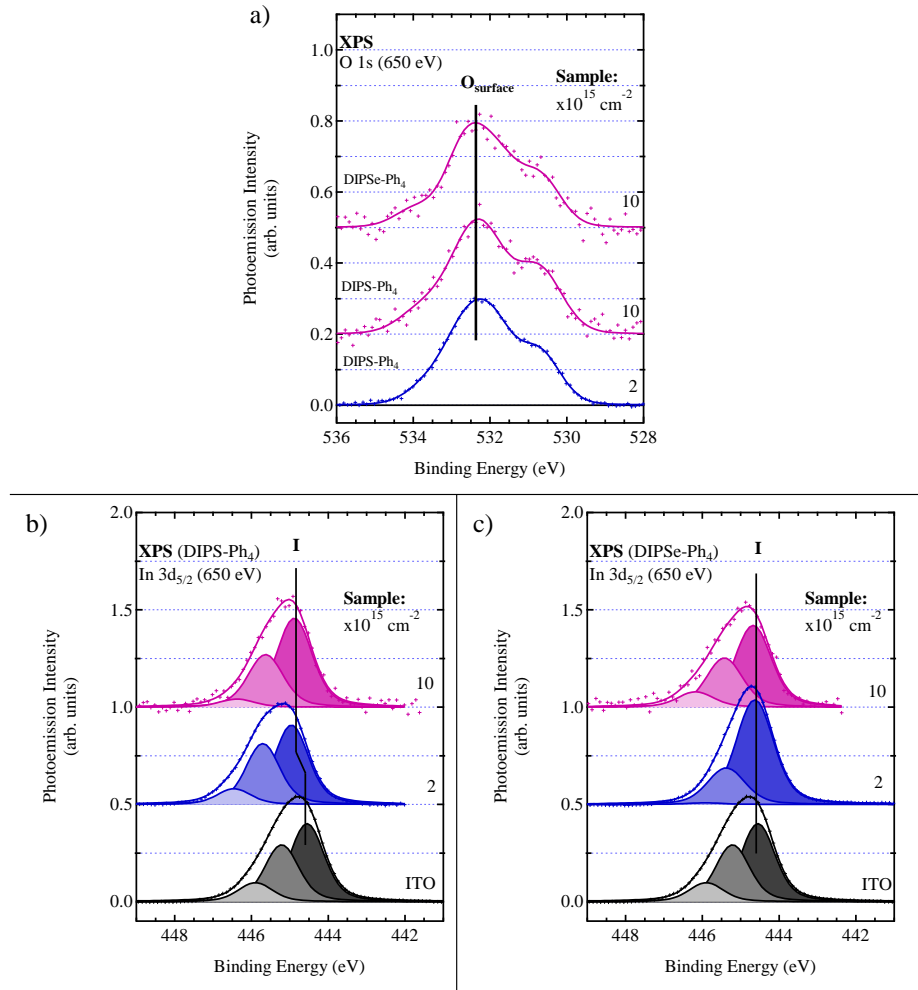 a)
XPS
O 1s (650 eV)
O_surface
Sample:
x10^15 cm^-2
1.0
0.8
0.6
0.4
0.2
0.0
DIPSe-Ph4
10
DIPS-Ph4
10
DIPS-Ph4
2
Photoemission Intensity
(arb. units)
536 534 532 530 528
Binding Energy (eV)
b)
XPS (DIPS-Ph4)
In 3d5/2 (650 eV)
I
Sample:
x10^15 cm^-2
2.0
1.5
1.0
0.5
0.0
10
2
ITO
Photoemission Intensity
(arb. units)
448 446 444 442
Binding Energy (eV)
c)
XPS (DIPSe-Ph4)
In 3d5/2 (650 eV)
I
Sample:
x10^15 cm^-2
2.0
1.5
1.0
0.5
0.0
10
2
ITO
Photoemission Intensity
(arb. units)
448 446 444 442
Binding Energy (eV)